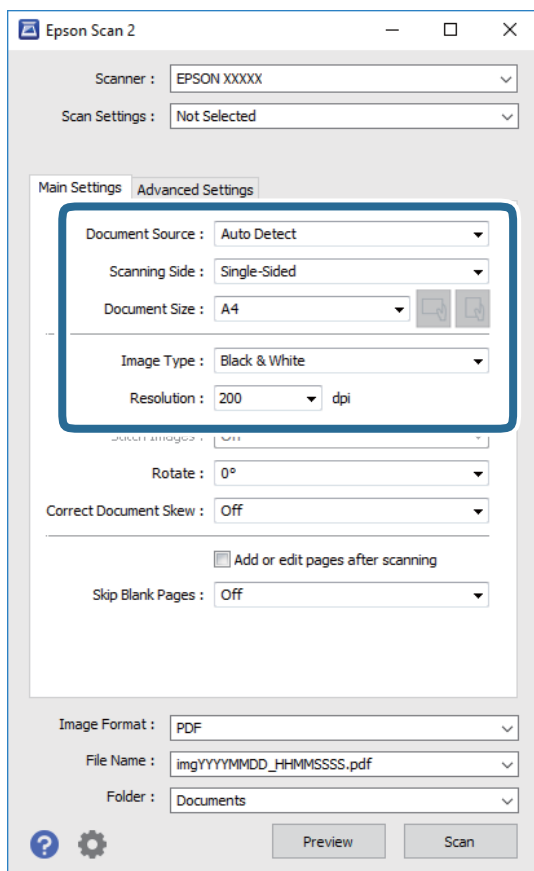 Epson Scan 2
Scanner : EPSON XXXXX
Scan Settings : Not Selected
Main Settings Advanced Settings
Document Source : Auto Detect
Scanning Side : Single-Sided
Document Size : A4
Image Type : Black & White
Resolution : 200 dpi
Rotate : 0°
Correct Document Skew : Off
Add or edit pages after scanning
Skip Blank Pages : Off
Image Format : PDF
File Name : imgYYYYMMDD_HHMMSSSS.pdf
Folder : Documents
? Preview Scan